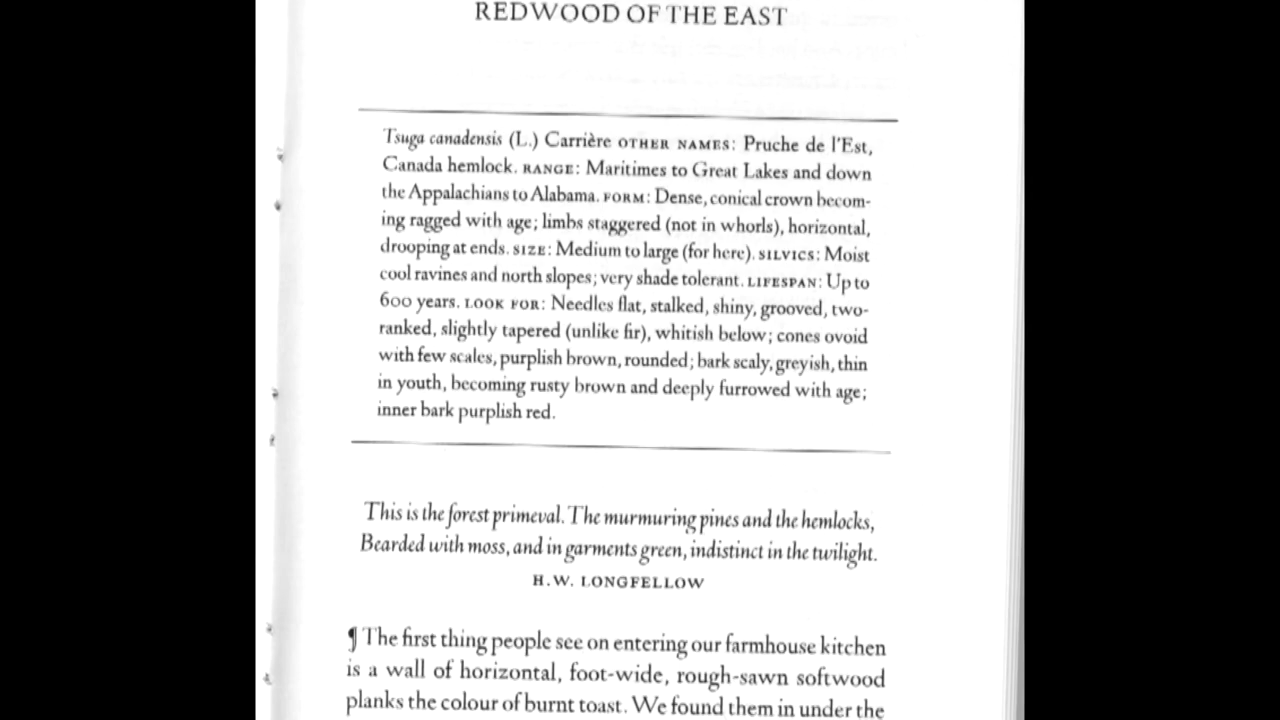 REDWOOD OF THE EAST
Tsuga canadensis (L.) Carrière OTHER NAMES: Pruche de l'Est,
Canada hemlock. RANGE: Maritimes to Great Lakes and down
the Appalachians to Alabama. FORM: Dense, conical crown becom-
ing ragged with age; limbs staggered (not in whorls), horizontal,
drooping at ends. SIZE: Medium to large (for here). SILVICS: Moist
cool ravines and north slopes; very shade tolerant. LIFESPAN: Up to
600 years. LOOK FOR: Needles flat, stalked, shiny, grooved, two-
ranked, slightly tapered (unlike fir), whitish below; cones ovoid
with few scales, purplish brown, rounded; bark scaly, greyish, thin
in youth, becoming rusty brown and deeply furrowed with age;
inner bark purplish red.
This is the forest primeval. The murmuring pines and the hemlocks,
Bearded with moss, and in garments green, indistinct in the twilight.
H.W. LONGFELLOW
¶ The first thing people see on entering our farmhouse kitchen
is a wall of horizontal, foot-wide, rough-sawn softwood
planks the colour of burnt toast. We found them in under the